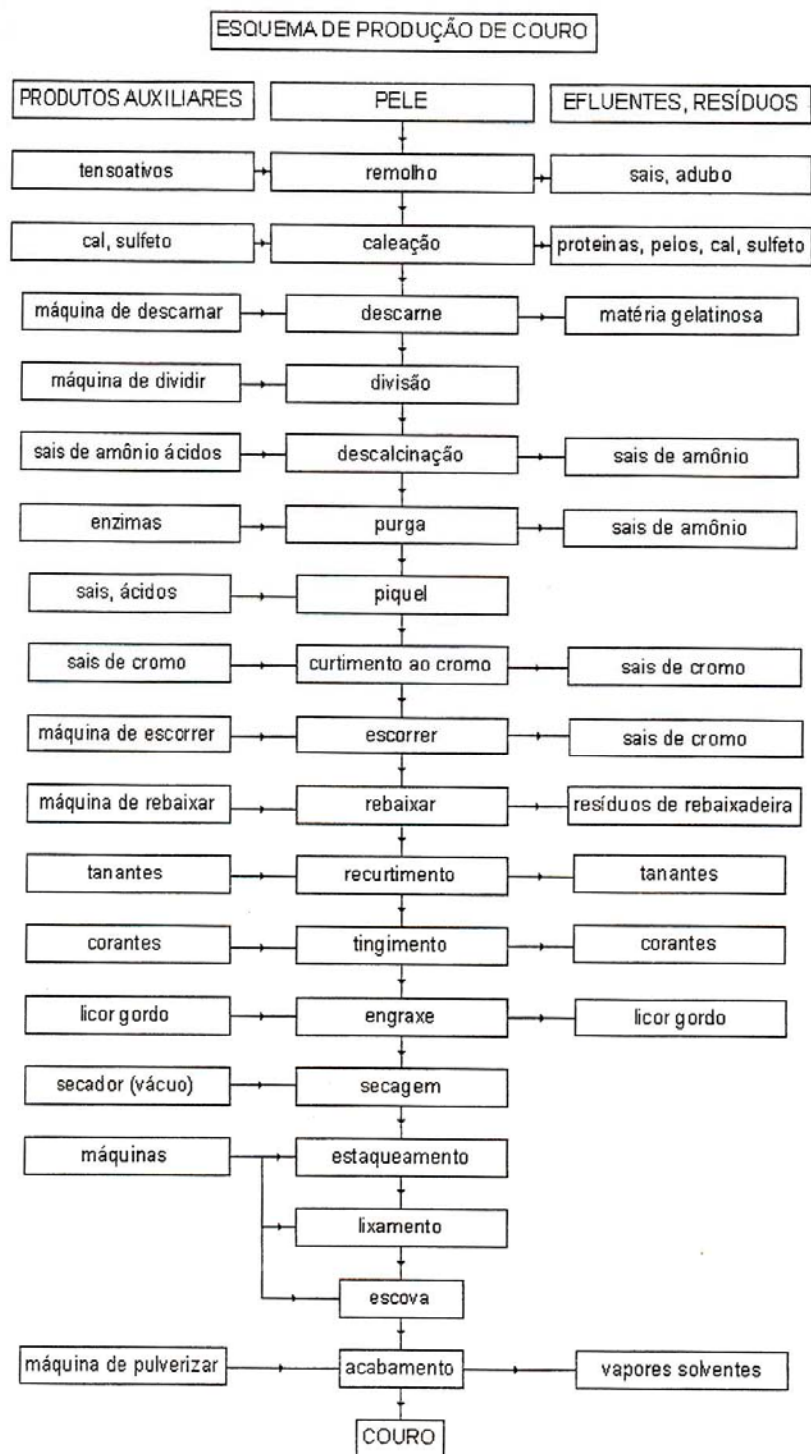 ESQUEMA DE PRODUÇÃO DE COURO
PRODUTOS AUXILIARES PELE EFLUENTES, RESÍDUOS
tensoativos remolho sais, adubo
cal, sulfeto caleação proteinas, pelos, cal, sulfeto
máquina de descarnar descarne matéria gelatinosa
máquina de dividir divisão
sais de amônio ácidos descalcinação sais de amônio
enzimas purga sais de amônio
sais, ácidos piquel
sais de cromo curtimento ao cromo sais de cromo
máquina de escorrer escorrer sais de cromo
máquina de rebaixar rebaixar resíduos de rebaixadeira
tanantes recurtimento tanantes
corantes tingimento corantes
licor gordo engraxe licor gordo
secador (vácuo) secagem
máquinas estaqueamento
lixamento
escova
máquina de pulverizar acabamento vapores solventes
COURO